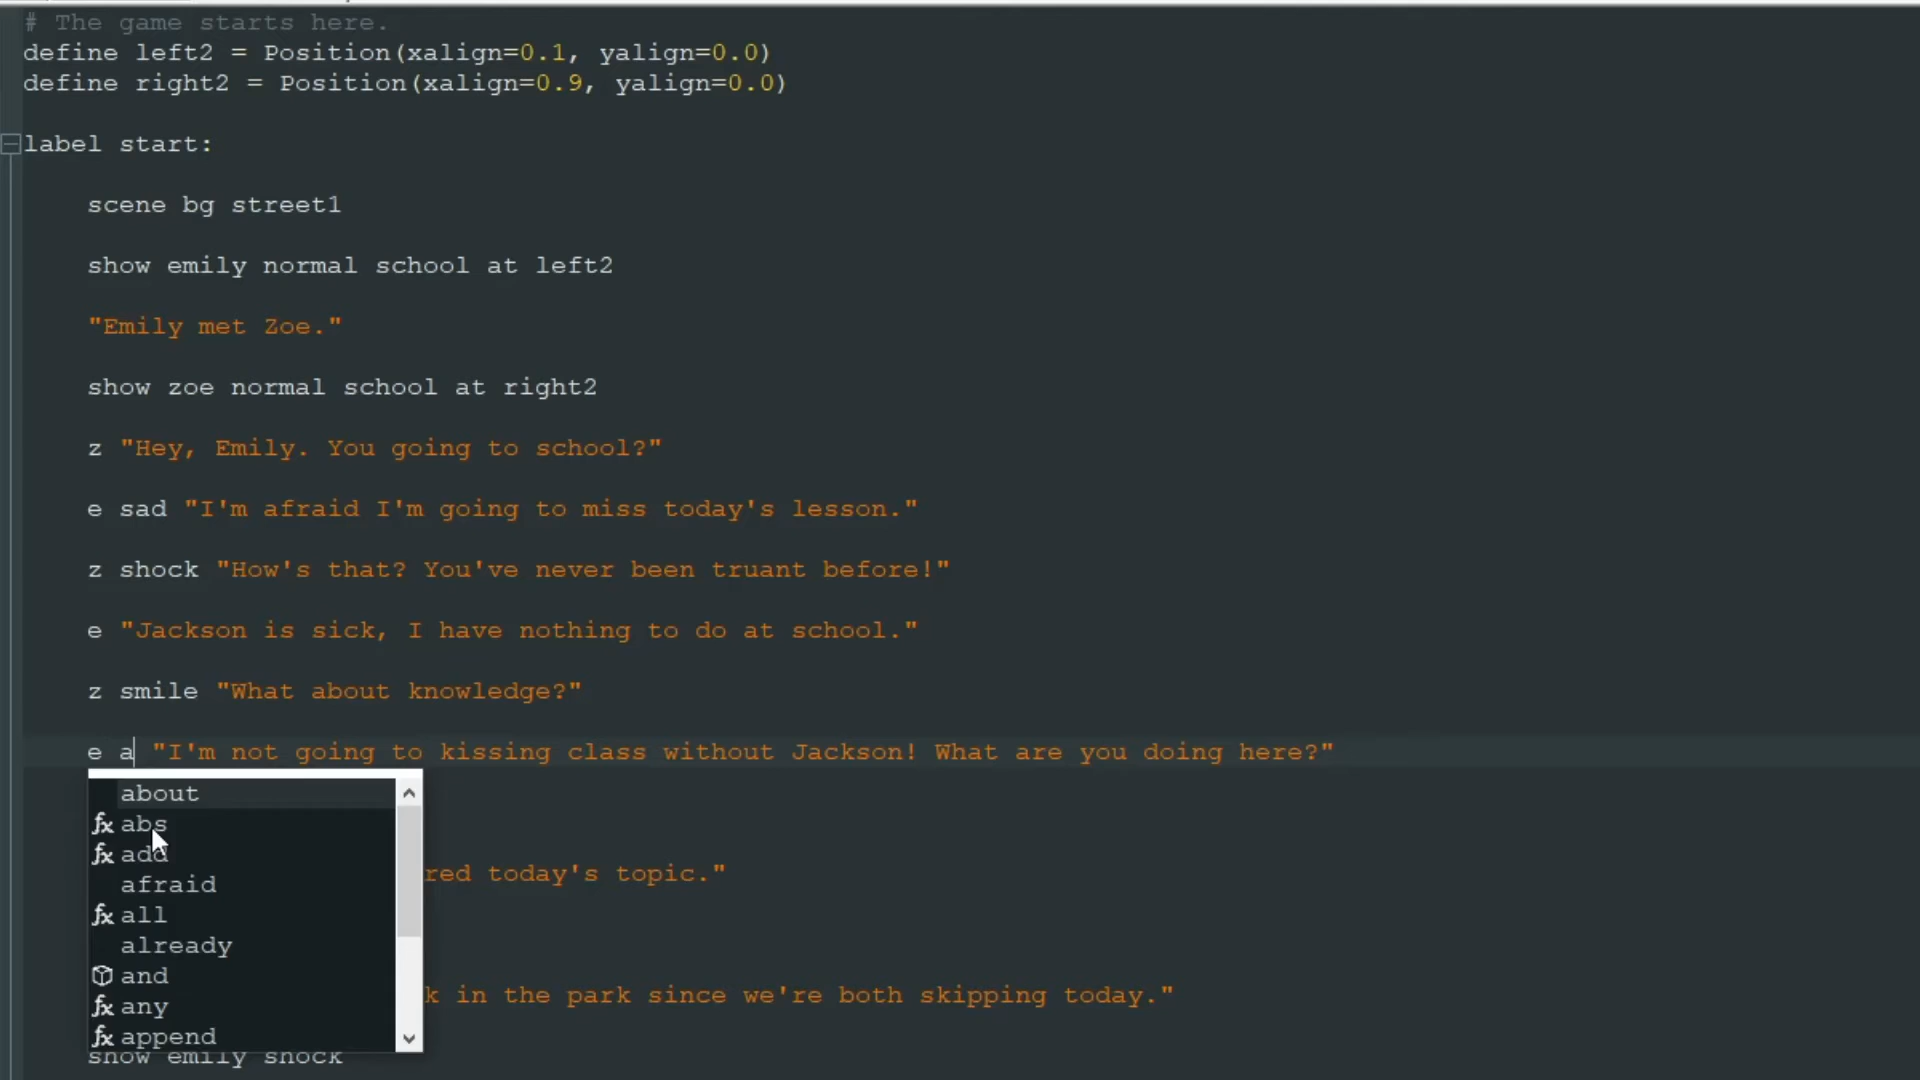 # The game starts here.
define left2 = Position(xalign=0.1, yalign=0.0)
define right2 = Position(xalign=0.9, yalign=0.0)
label start:
scene bg street1
show emily normal school at left2
"Emily met Zoe."
show zoe normal school at right2
z "Hey, Emily. You going to school?"
e sad "I'm afraid I'm going to miss today's lesson."
z shock "How's that? You've never been truant before!"
e "Jackson is sick, I have nothing to do at school."
z smile "What about knowledge?"
e a "I'm not going to kissing class without Jackson! What are you doing here?"
about
fx abs
fx add
red today's topic."
afraid
fx all
already
and
k in the park since we're both skipping today."
fx any
fx append
show emily shock